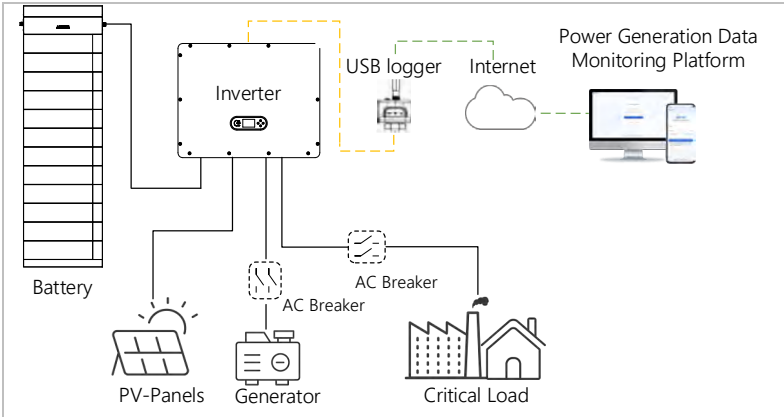 Power Generation Data
Monitoring Platform
USB logger
Internet
Inverter
Battery
AC Breaker
AC Breaker
PV-Panels
Generator
Critical Load